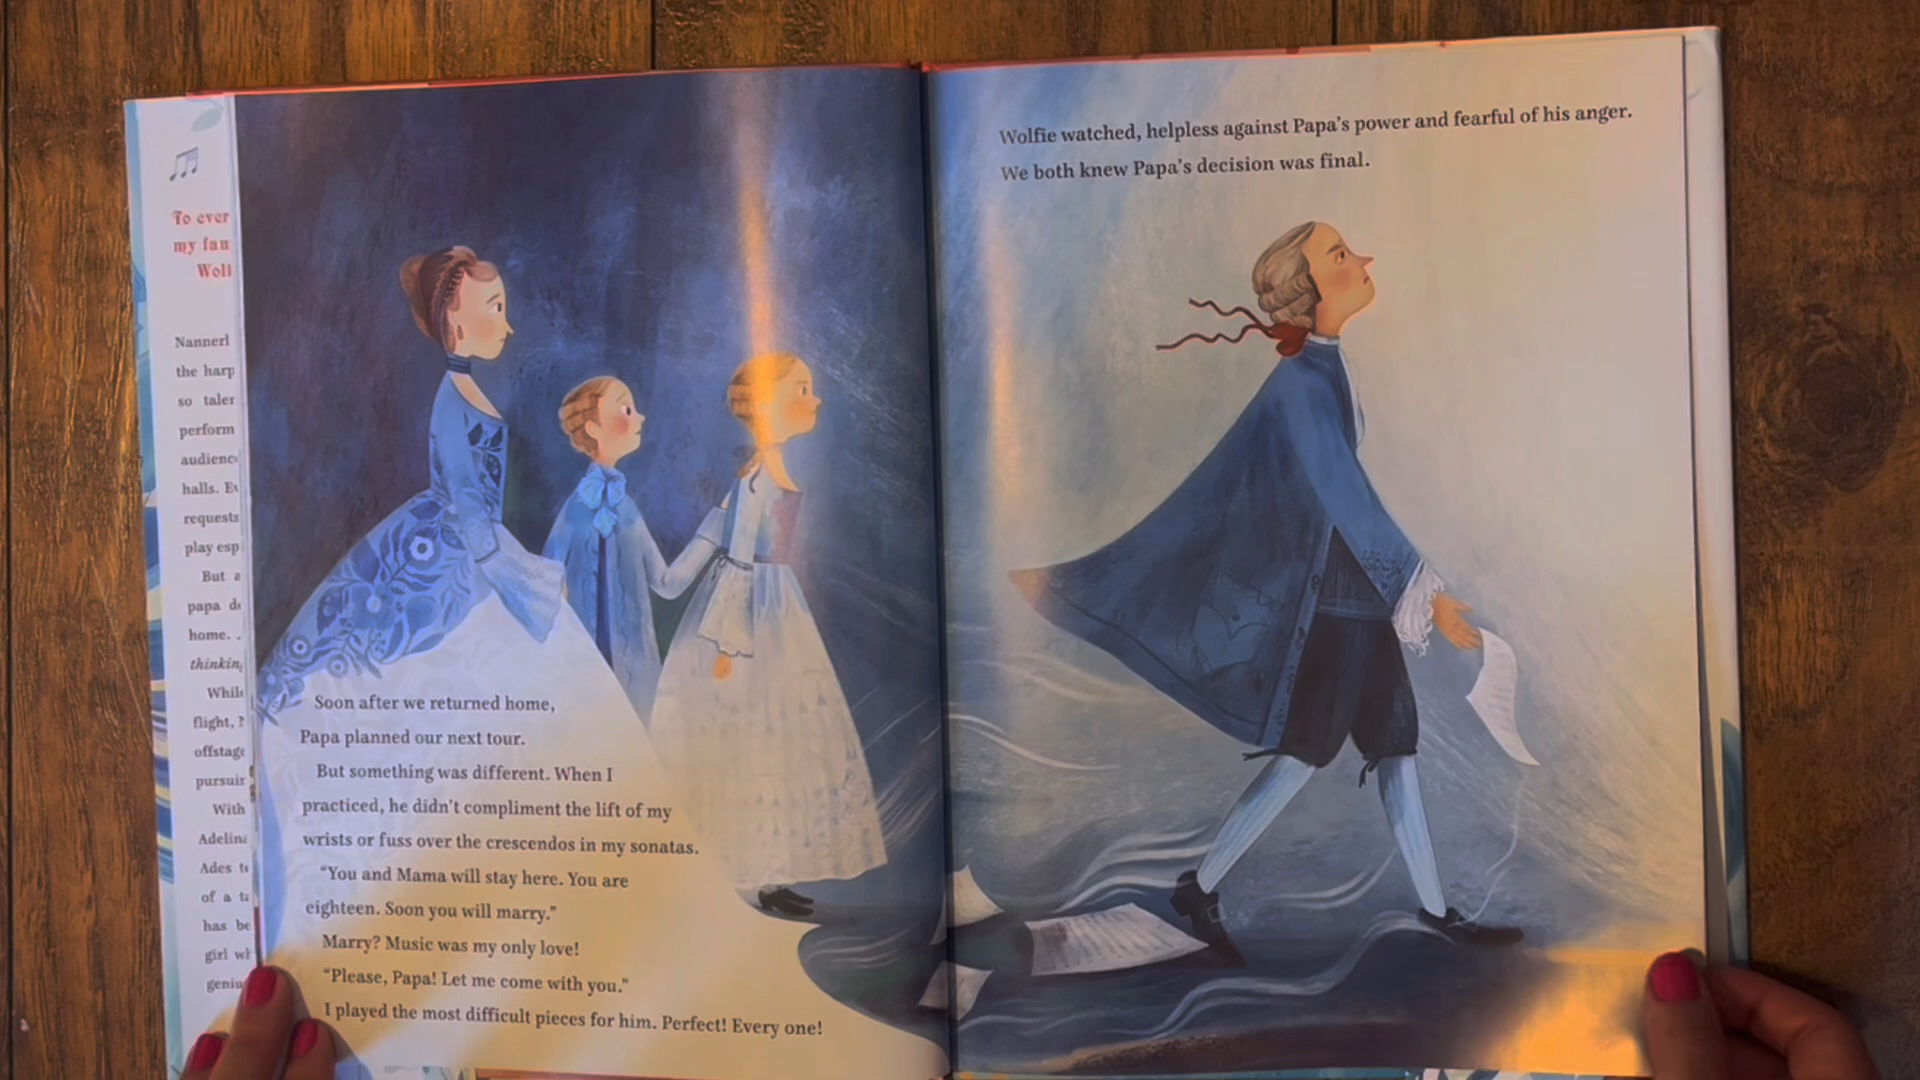 To ever
my fam
Wolf
Nannerl
the harp
so taler
perform
audienc
halls. Ev
requests
play esp
But a
papa d
home. .
thinkin
While
flight,
offstage
pursuit
With
Adelina
Ades t
of a ta
has be
girl wh
geniu
Soon after we returned home,
Papa planned our next tour.
But something was different. When I
practiced, he didn’t compliment the lift of my
wrists or fuss over the crescendos in my sonatas.
“You and Mama will stay here. You are
eighteen. Soon you will marry.”
Marry? Music was my only love!
“Please, Papa! Let me come with you.”
I played the most difficult pieces for him. Perfect! Every one!
Wolfie watched, helpless against Papa’s power and fearful of his anger.
We both knew Papa’s decision was final.